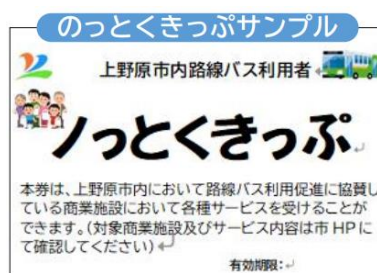 のっとくきっぷサンプル
上野原市内路線バス利用者
ノっとくきっぷ
本券は、上野原市内において路線バス利用促進に協賛し
ている商業施設において各種サービスを受けることが
できます。(対象商業施設及びサービス内容は市 HP に
て確認してください)
有効期限: